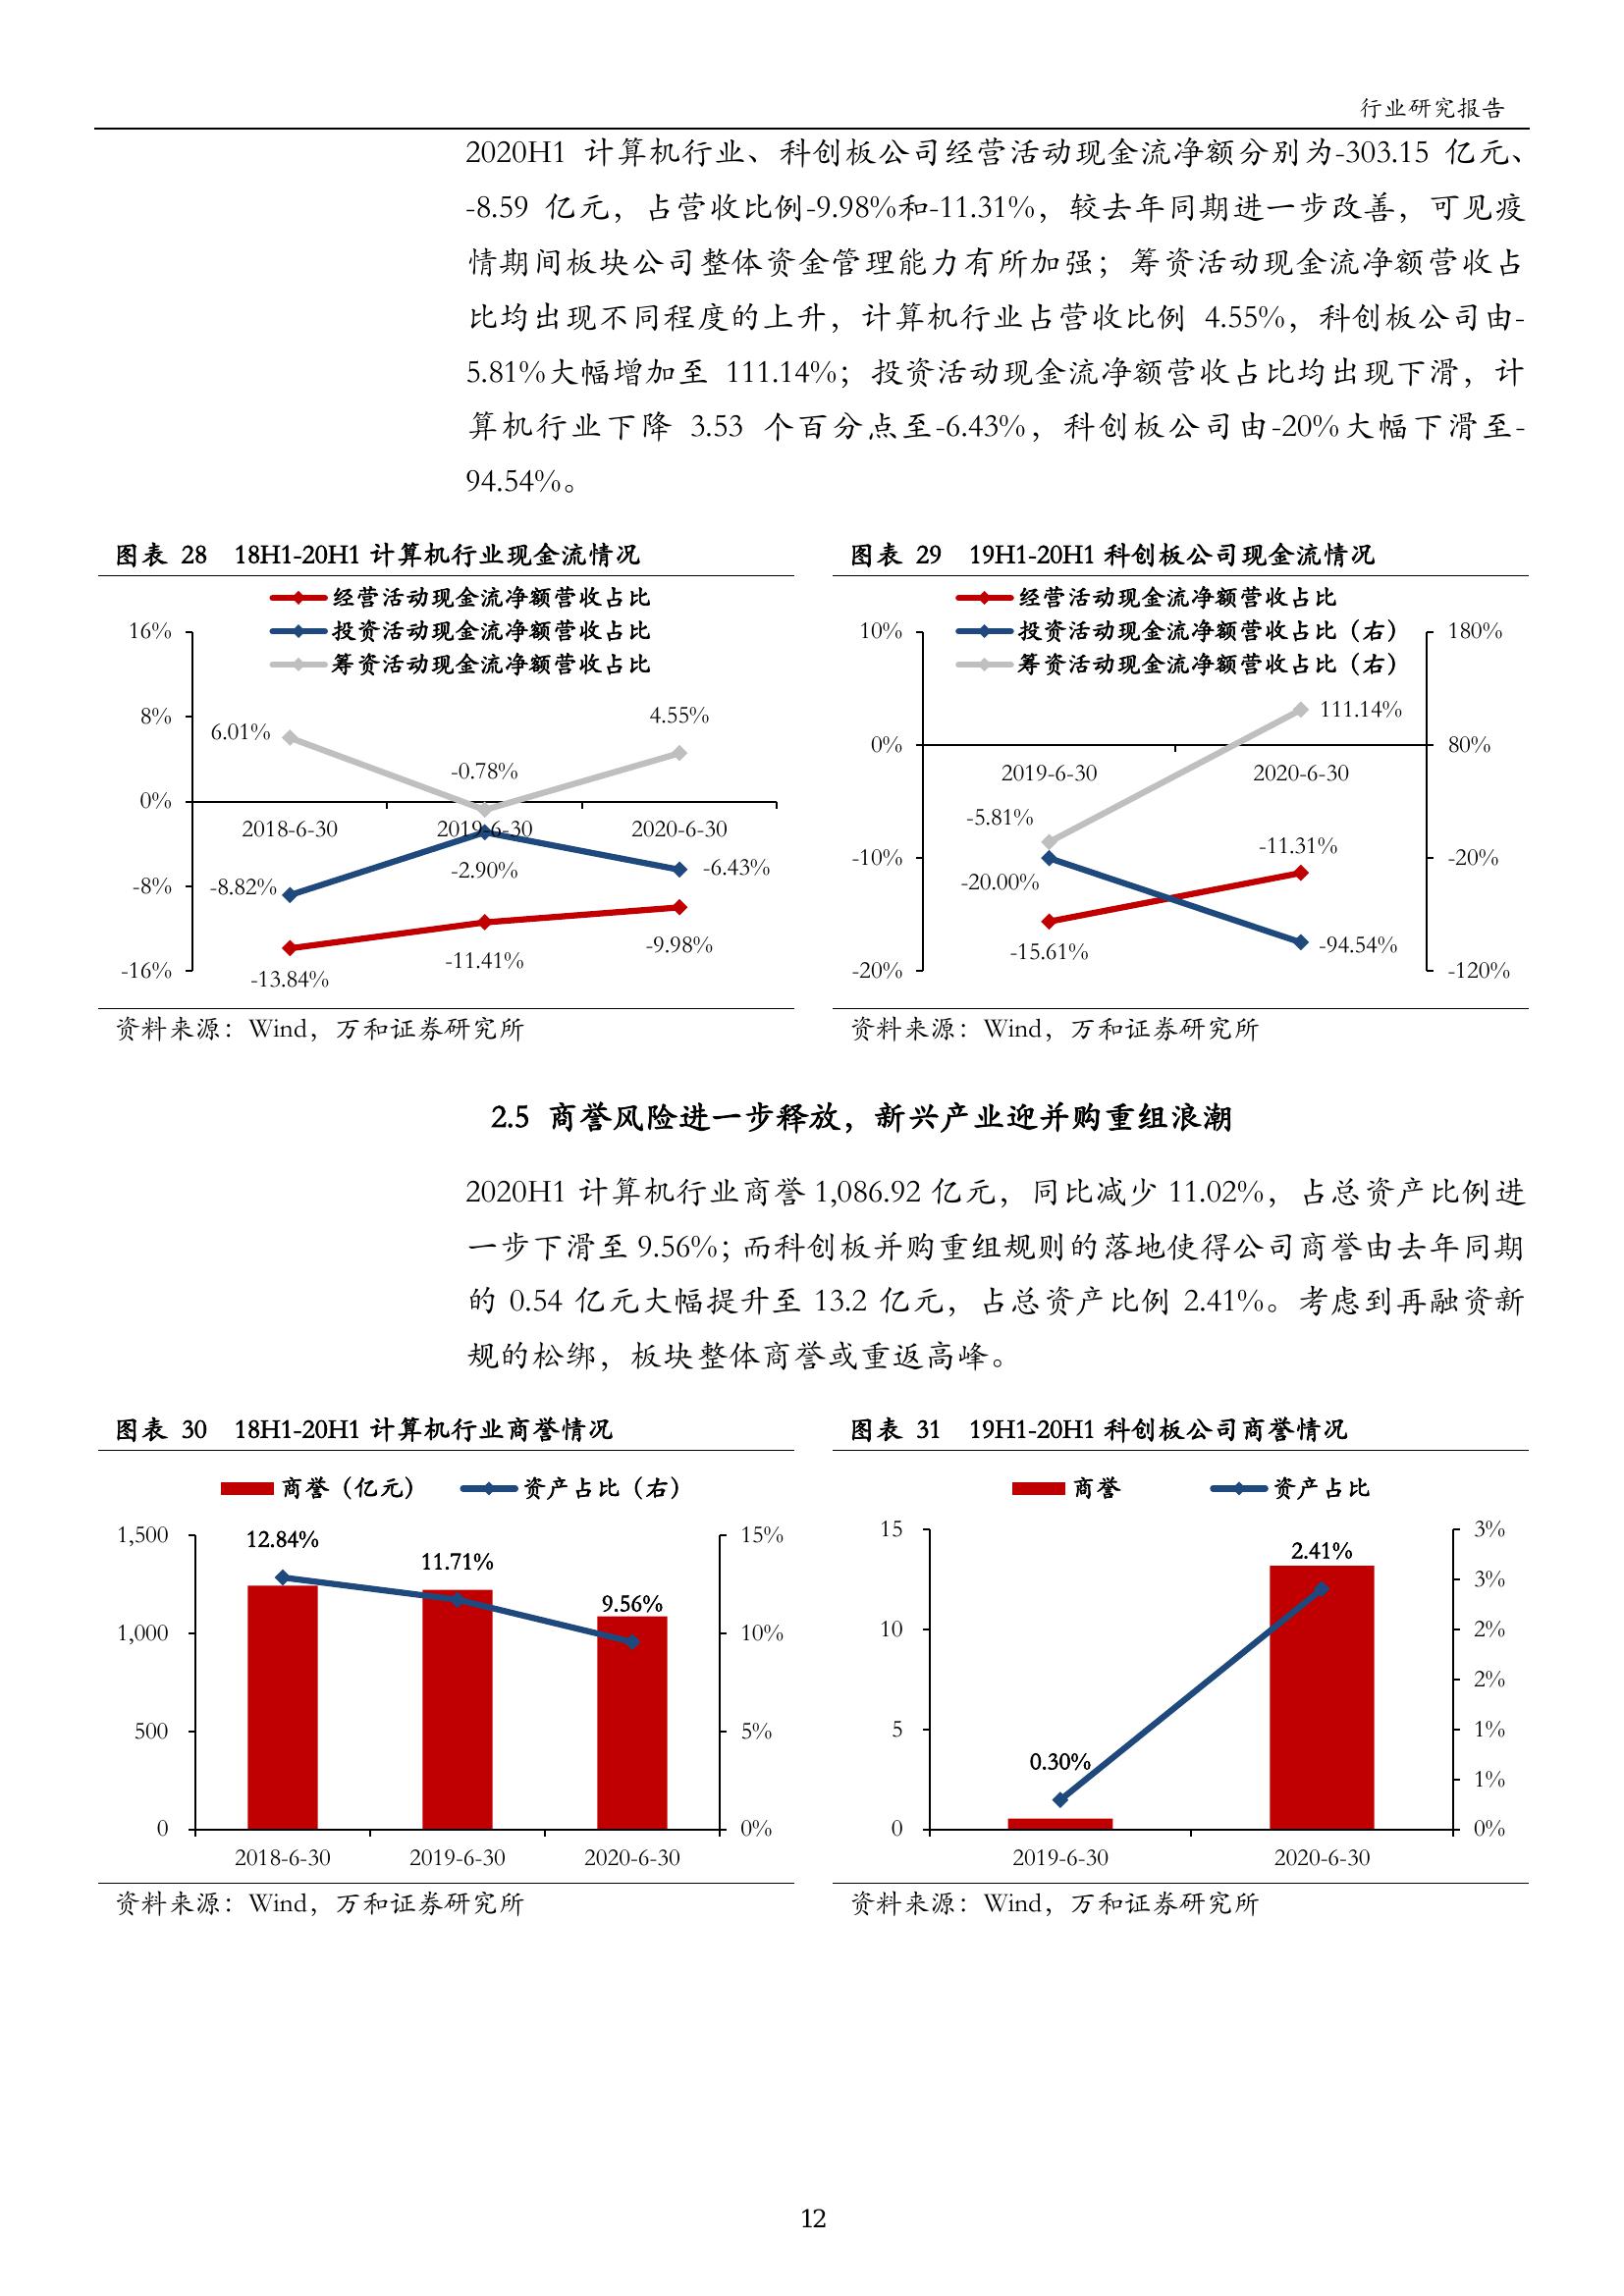 行业研究报告
2020H1 计算机行业、科创板公司经营活动现金流净额分别为-303.15 亿元、
-8.59 亿元，占营收比例-9.98%和-11.31%，较去年同期进一步改善，可见疫
情期间板块公司整体资金管理能力有所加强；筹资活动现金流净额营收占
比均出现不同程度的上升，计算机行业占营收比例 4.55%，科创板公司由-
5.81%大幅增加至 111.14%；投资活动现金流净额营收占比均出现下滑，计
算机行业下降 3.53 个百分点至-6.43%，科创板公司由-20%大幅下滑至-
94.54%。
图表 28 18H1-20H1 计算机行业现金流情况
经营活动现金流净额营收占比
投资活动现金流净额营收占比
筹资活动现金流净额营收占比
16%
8%
0%
-8%
-16%
6.01%
-0.78%
4.55%
2018-6-30
2019-6-30
2020-6-30
-8.82%
-2.90%
-6.43%
-13.84%
-11.41%
-9.98%
资料来源：Wind，万和证券研究所
图表 29 19H1-20H1 科创板公司现金流情况
经营活动现金流净额营收占比
投资活动现金流净额营收占比（右）
筹资活动现金流净额营收占比（右）
10%
0%
-10%
-20%
180%
80%
-20%
-120%
111.14%
2019-6-30
2020-6-30
-5.81%
-11.31%
-20.00%
-15.61%
-94.54%
资料来源：Wind，万和证券研究所
2.5 商誉风险进一步释放，新兴产业迎并购重组浪潮
2020H1 计算机行业商誉 1,086.92 亿元，同比减少 11.02%，占总资产比例进
一步下滑至 9.56%；而科创板并购重组规则的落地使得公司商誉由去年同期
的 0.54 亿元大幅提升至 13.2 亿元，占总资产比例 2.41%。考虑到再融资新
规的松绑，板块整体商誉或重返高峰。
图表 30 18H1-20H1 计算机行业商誉情况
商誉（亿元） 资产占比（右）
1,500
1,000
500
0
12.84%
11.71%
9.56%
15%
10%
5%
0%
2018-6-30 2019-6-30 2020-6-30
资料来源：Wind，万和证券研究所
图表 31 19H1-20H1 科创板公司商誉情况
商誉 资产占比
15
10
5
0
2.41%
0.30%
3%
3%
2%
2%
1%
1%
0%
2019-6-30 2020-6-30
资料来源：Wind，万和证券研究所
12